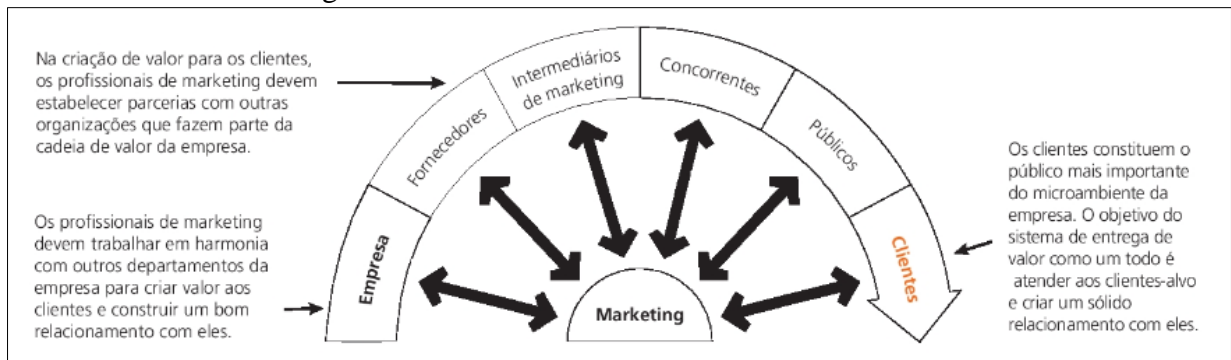 Na criação de valor para os clientes,
os profissionais de marketing devem
estabelecer parcerias com outras
organizações que fazem parte da
cadeia de valor da empresa.
Os profissionais de marketing
devem trabalhar em harmonia
com outros departamentos da
empresa para criar valor aos
clientes e construir um bom
relacionamento com eles.
Empresa
Fornecedores
Intermediários
de marketing
Concorrentes
Públicos
Clientes
Marketing
Os clientes constituem o
público mais importante
do microambiente da
empresa. O objetivo do
sistema de entrega de
valor como um todo é
atender aos clientes-alvo
e criar um sólido
relacionamento com eles.